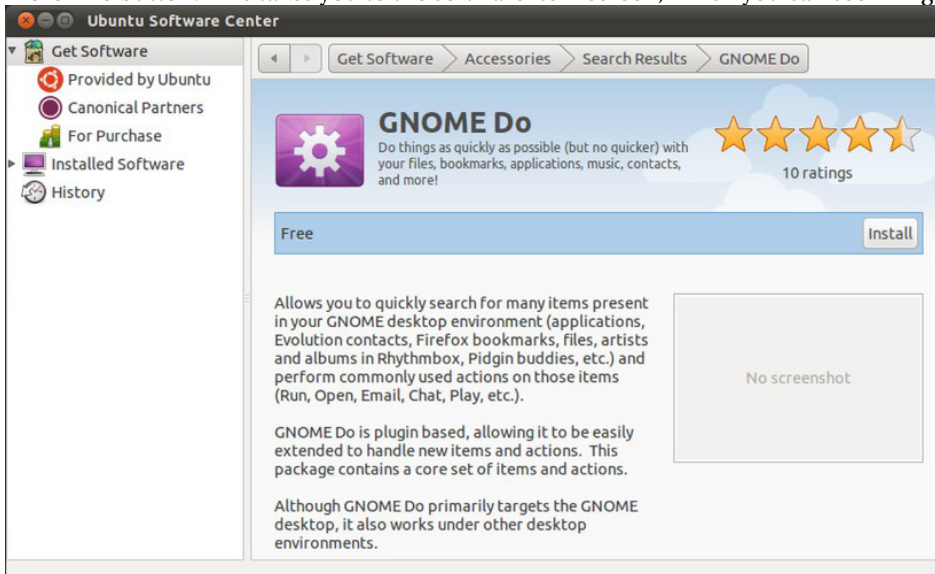 Ubuntu Software Center
Get Software
Provided by Ubuntu
Canonical Partners
For Purchase
Installed Software
History
Get Software
Accessories
Search Results
GNOME Do
GNOME Do
Do things as quickly as possible (but no quicker) with
your files, bookmarks, applications, music, contacts,
and more!
10 ratings
Free
Install
Allows you to quickly search for many items present
in your GNOME desktop environment (applications,
Evolution contacts, Firefox bookmarks, files, artists
and albums in Rhythmbox, Pidgin buddies, etc.) and
perform commonly used actions on those items
(Run, Open, Email, Chat, Play, etc.).
No screenshot
GNOME Do is plugin based, allowing it to be easily
extended to handle new items and actions. This
package contains a core set of items and actions.
Although GNOME Do primarily targets the GNOME
desktop, it also works under other desktop
environments.